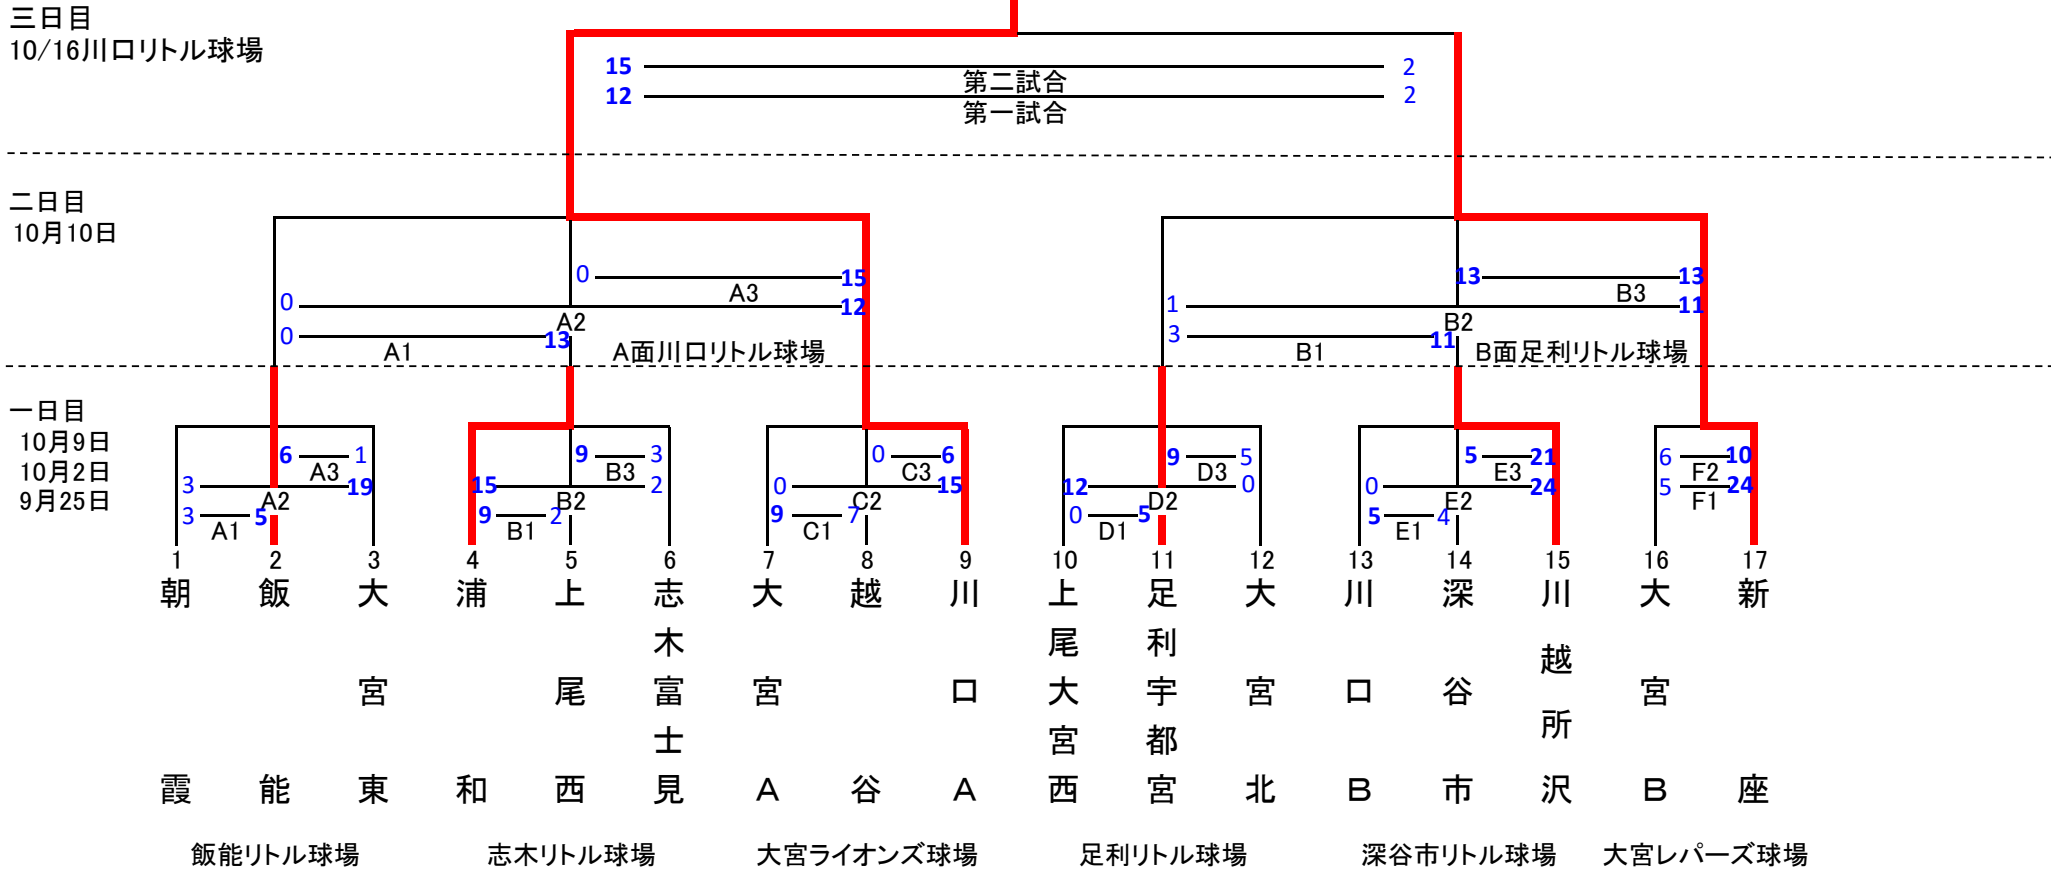 三日目
10/16川口リトル球場
15 2
第二試合
12 2
第一試合
二日目
10月10日
0 15 13 13
A3 B3
0 12 1 11
A2 B2
0 13 3 11
A1 A面川口リトル球場 B1 B面足利リトル球場
一日目
10月9日
10月2日
9月25日
6 1 9 3 0 6 9 5 5 21 6 10
A3 B3 C3 D3 E3 F2
3 19 15 2 0 15 12 0 0 24 5 24
A2 B2 C2 D2 E2 F1
3 5 9 2 9 7 0 5 5 4
A1 B1 C1 D1 E1
1 2 3 4 5 6 7 8 9 10 11 12 13 14 15 16 17
朝霞
飯能
大宮東
浦和
上尾西
志木富士見
大宮A
越谷
川口A
上尾大宮西
足利宇都宮
大宮北
川口B
深谷市
川越所沢
大宮B
新座
飯能リトル球場 志木リトル球場 大宮ライオンズ球場 足利リトル球場 深谷市リトル球場 大宮レパーズ球場